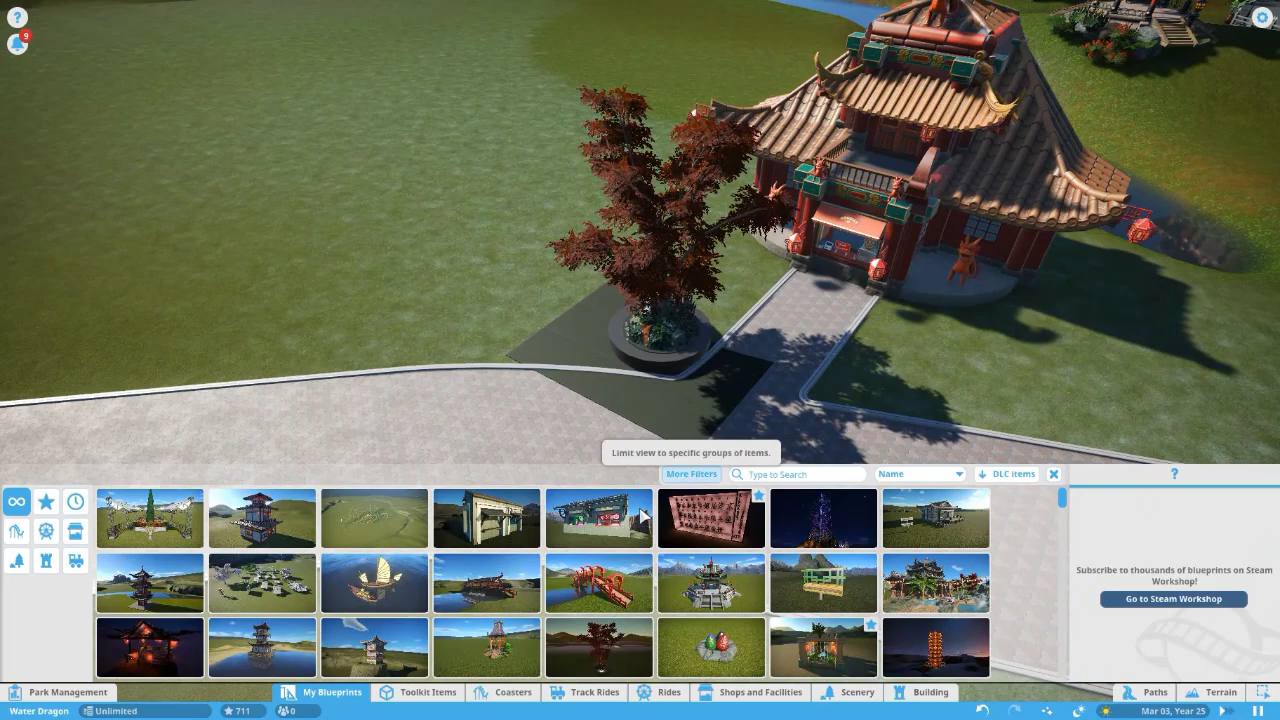 ?
9
Limit view to specific groups of items.
More Filters
Type to Search
Name
DLC Items
?
Subscribe to thousands of blueprints on Steam
Workshop!
Go to Steam Workshop
Park Management
My Blueprints
Toolkit Items
Coasters
Track Rides
Rides
Shops and Facilities
Scenery
Building
Paths
Terrain
Water Dragon
Unlimited
711
0
Mar 03, Year 25